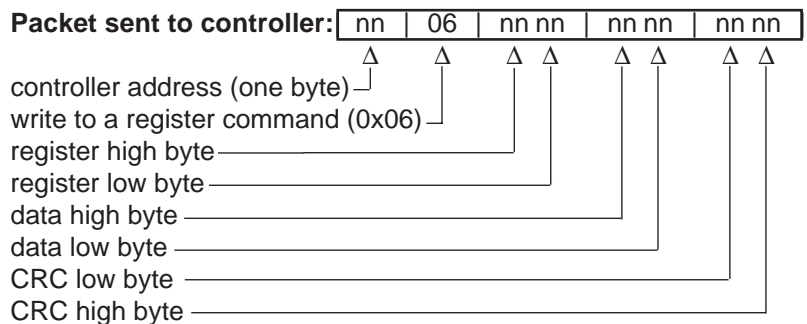 Packet sent to controller: nn | 06 | nn nn | nn nn | nn nn
Δ Δ Δ Δ Δ Δ Δ Δ
controller address (one byte)
write to a register command (0x06)
register high byte
register low byte
data high byte
data low byte
CRC low byte
CRC high byte